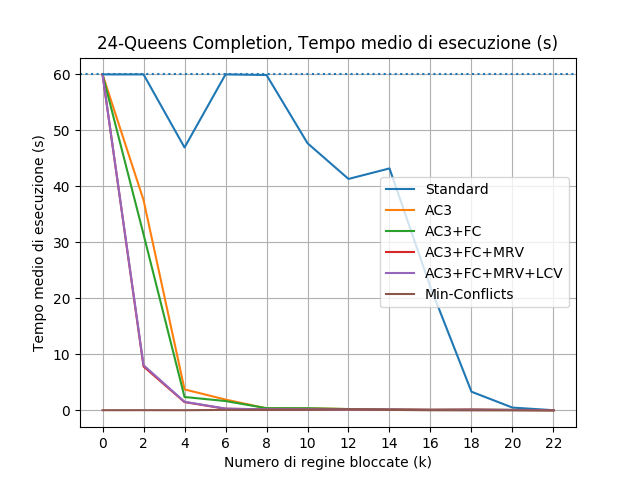 24-Queens Completion, Tempo medio di esecuzione (s)
60
50
40
30
20
10
0
Tempo medio di esecuzione (s)
Standard
AC3
AC3+FC
AC3+FC+MRV
AC3+FC+MRV+LCV
Min-Conflicts
0 2 4 6 8 10 12 14 16 18 20 22
Numero di regine bloccate (k)